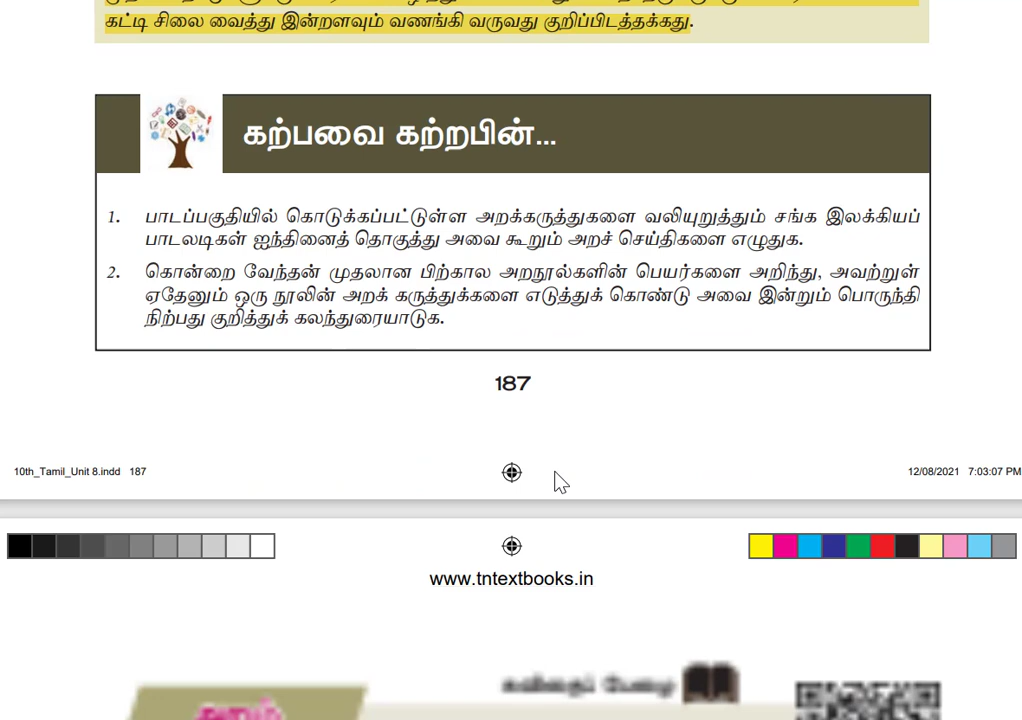 கட்டி சிலை வைத்து இன்றளவும் வணங்கி வருவது குறிப்பிடத்தக்கது.
கற்பவை கற்றபின்...
1. பாடப்பகுதியில் கொடுக்கப்பட்டுள்ள அறக்கருத்துகளை வலியுறுத்தும் சங்க இலக்கியப்
பாடலடிகள் ஐந்தினைத் தொகுத்து அவை கூறும் அறச் செய்திகளை எழுதுக.
2. கொன்றை வேந்தன் முதலான பிற்கால அறநூல்களின் பெயர்களை அறிந்து, அவற்றுள்
ஏதேனும் ஒரு நூலின் அறக் கருத்துக்களை எடுத்துக் கொண்டு அவை இன்றும் பொருந்தி
நிற்பது குறித்துக் கலந்துரையாடுக.
187
10th_Tamil_Unit 8.indd 187
12/08/2021 7:03:07 PM
www.tntextbooks.in